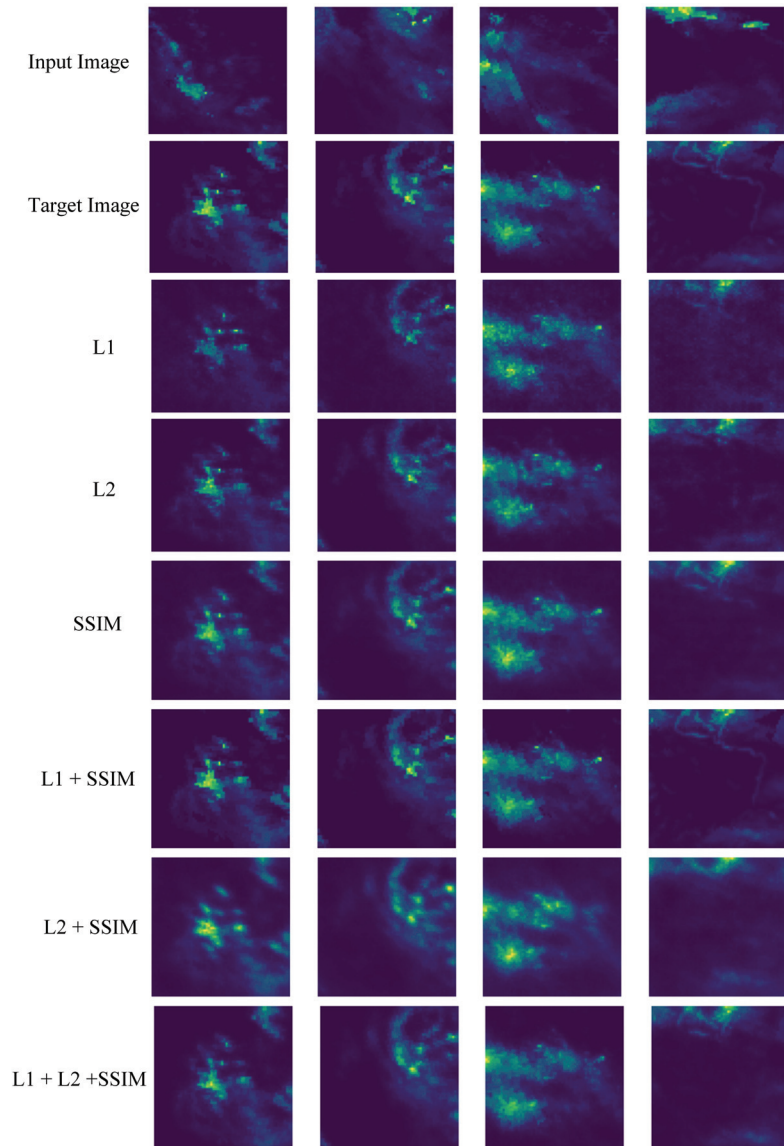 Input Image
Target Image
L1
L2
SSIM
L1 + SSIM
L2 + SSIM
L1 + L2 +SSIM